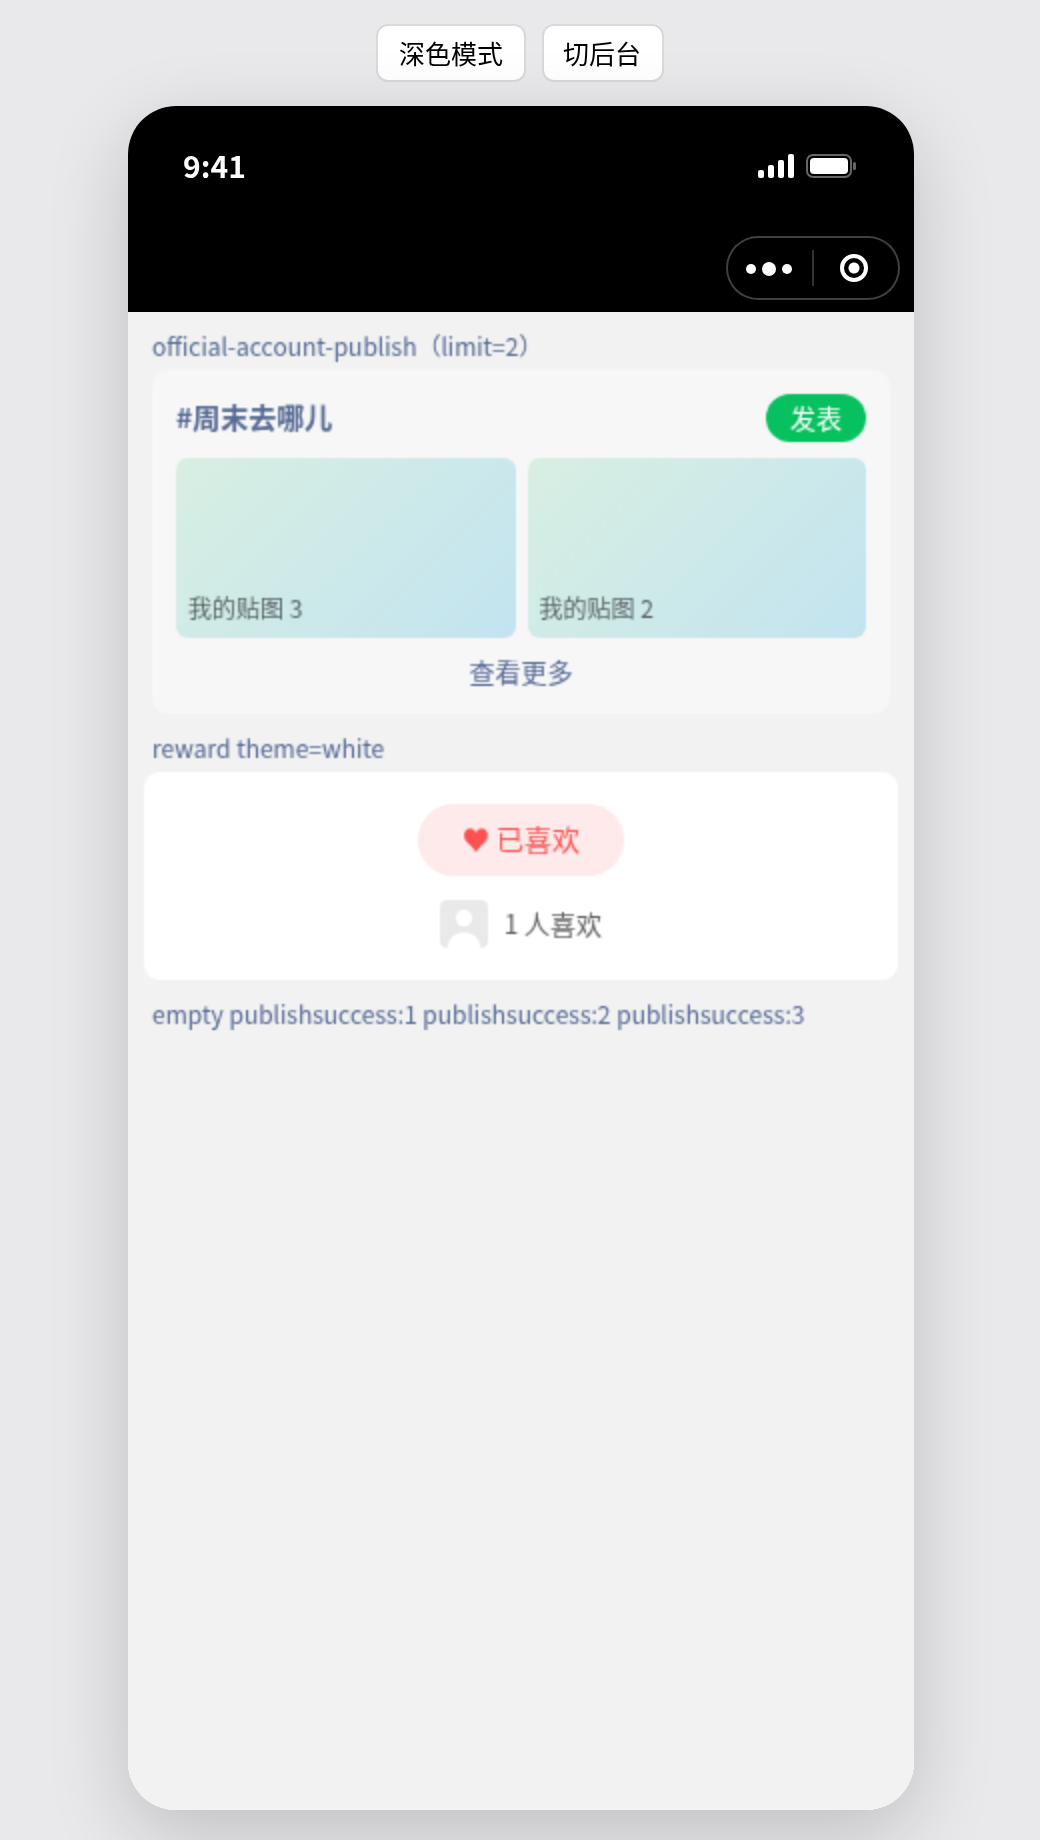 深色模式 切后台
9:41
official-account-publish（limit=2）
#周末去哪儿 发表
我的贴图 3 我的贴图 2
查看更多
reward theme=white
♥ 已喜欢
1 人喜欢
empty publishsuccess:1 publishsuccess:2 publishsuccess:3